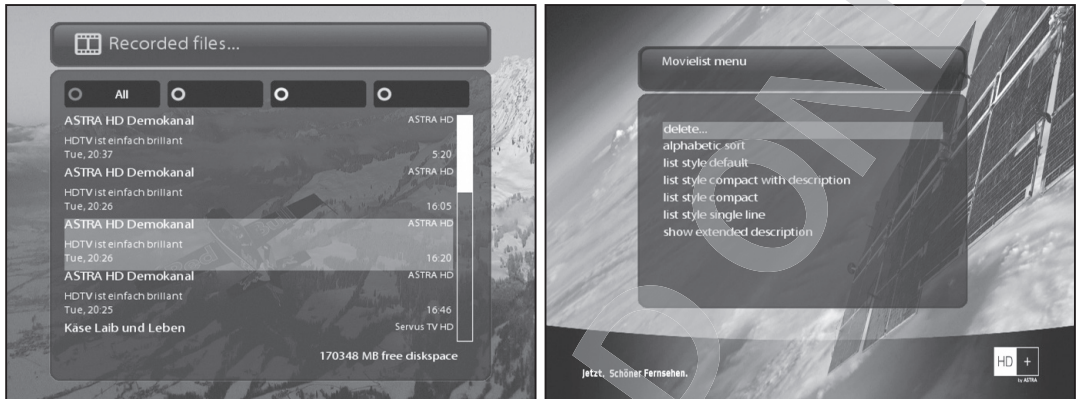 Recorded files...
All
ASTRA HD Demokanal ASTRA HD
HDTV ist einfach brillant
Tue, 20:37 5:20
ASTRA HD Demokanal ASTRA HD
HDTV ist einfach brillant
Tue, 20:26 16:05
ASTRA HD Demokanal ASTRA HD
HDTV ist einfach brillant
Tue, 20:26 16:20
ASTRA HD Demokanal ASTRA HD
HDTV ist einfach brillant
Tue, 20:25 16:46
Käse Laib und Leben Servus TV HD
170348 MB free diskspace
Movielist menu
delete...
alphabetic sort
list style default
list style compact with description
list style compact
list style single line
show extended description
Jetzt. Schöner Fernsehen.
HD +
by ASTRA